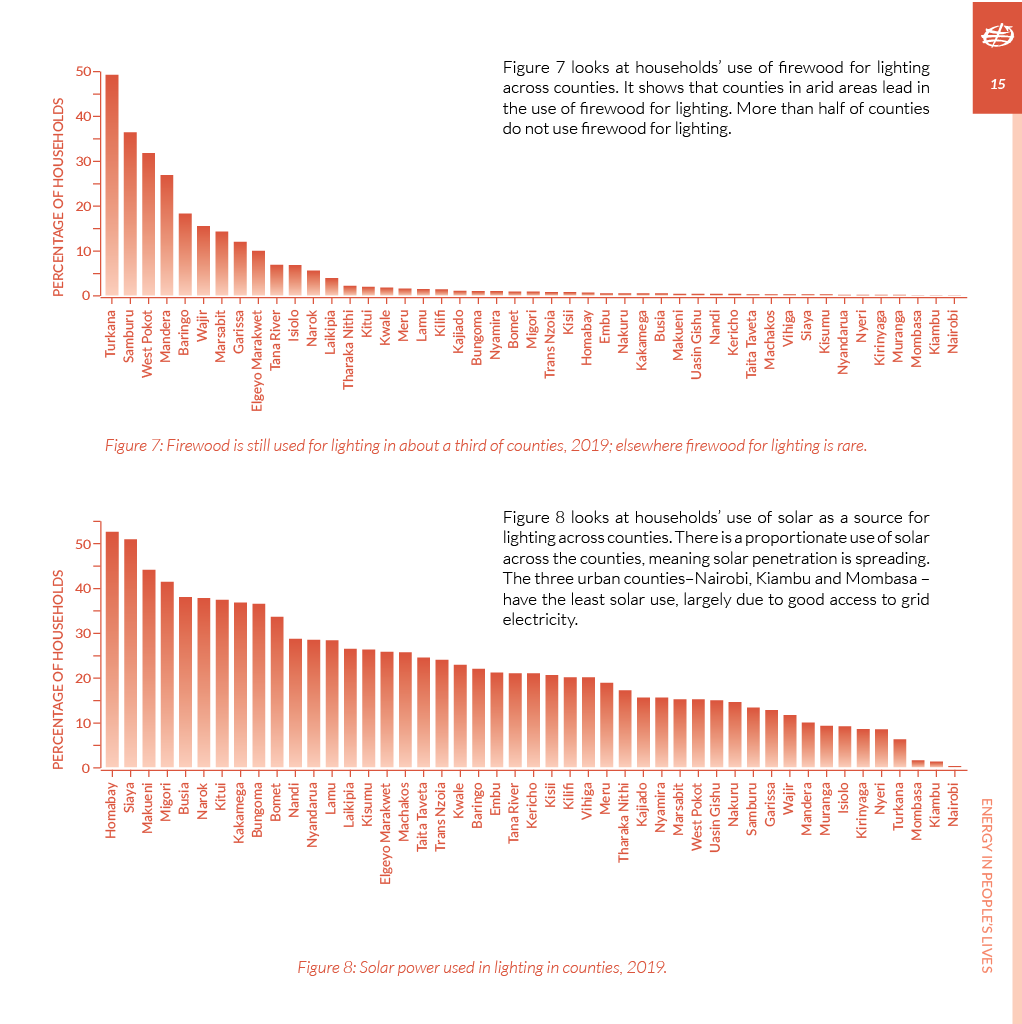 15
Figure 7 looks at households’ use of firewood for lighting
across counties. It shows that counties in arid areas lead in
the use of firewood for lighting. More than half of counties
do not use firewood for lighting.
PERCENTAGE OF HOUSEHOLDS
50
40
30
20
10
0
Turkana
Samburu
West Pokot
Mandera
Baringo
Wajir
Marsabit
Garissa
Elgeyo Marakwet
Tana River
Isiolo
Narok
Laikipia
Tharaka Nithi
Kitui
Kwale
Meru
Lamu
Kilifi
Kajiado
Bungoma
Nyamira
Bomet
Migori
Trans Nzoia
Kisii
Homabay
Embu
Nakuru
Kakamega
Busia
Makueni
Uasin Gishu
Nandi
Kericho
Taita Taveta
Machakos
Vihiga
Siaya
Kisumu
Nyandarua
Nyeri
Kirinyaga
Muranga
Mombasa
Kiambu
Nairobi
Figure 7: Firewood is still used for lighting in about a third of counties, 2019; elsewhere firewood for lighting is rare.
Figure 8 looks at households’ use of solar as a source for
lighting across counties. There is a proportionate use of solar
across the counties, meaning solar penetration is spreading.
The three urban counties–Nairobi, Kiambu and Mombasa –
have the least solar use, largely due to good access to grid
electricity.
PERCENTAGE OF HOUSEHOLDS
50
40
30
20
10
0
Homabay
Siaya
Makueni
Migori
Busia
Narok
Kitui
Kakamega
Bungoma
Bomet
Nandi
Nyandarua
Lamu
Laikipia
Kisumu
Elgeyo Marakwet
Machakos
Taita Taveta
Trans Nzoia
Kwale
Baringo
Embu
Tana River
Kericho
Kisii
Kilifi
Vihiga
Meru
Tharaka Nithi
Kajiado
Nyamira
Marsabit
West Pokot
Uasin Gishu
Nakuru
Samburu
Garissa
Wajir
Mandera
Muranga
Isiolo
Kirinyaga
Nyeri
Turkana
Mombasa
Kiambu
Nairobi
Figure 8: Solar power used in lighting in counties, 2019.
ENERGY IN PEOPLE’S LIVES